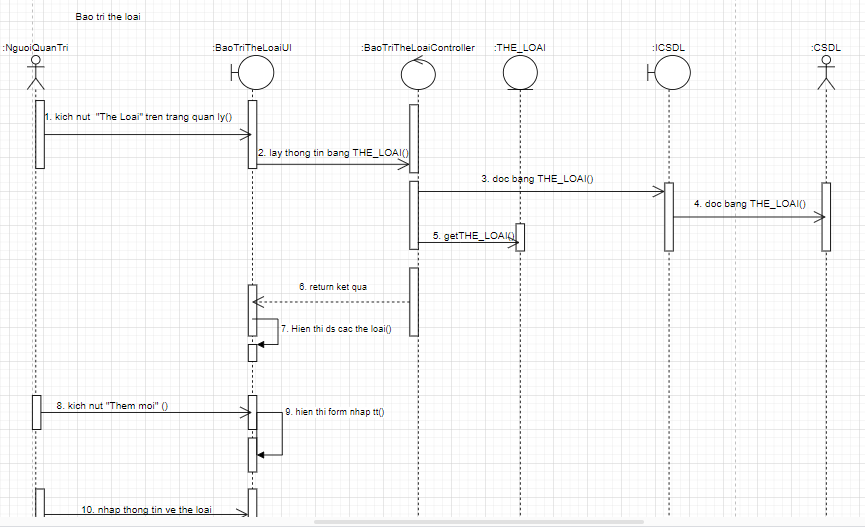 Bao tri the loai
:NguoiQuanTri
:BaoTriTheLoaiUI
:BaoTriTheLoaiController
:THE_LOAI
:ICSDL
:CSDL
1. kich nut "The Loai" tren trang quan ly()
2. lay thong tin bang THE_LOAI()
3. doc bang THE_LOAI()
4. doc bang THE_LOAI()
5. getTHE_LOAI()
6. return ket qua
7. Hien thi ds cac the loai()
8. kich nut "Them moi" ()
9. hien thi form nhap tt()
10. nhap thong tin ve the loai